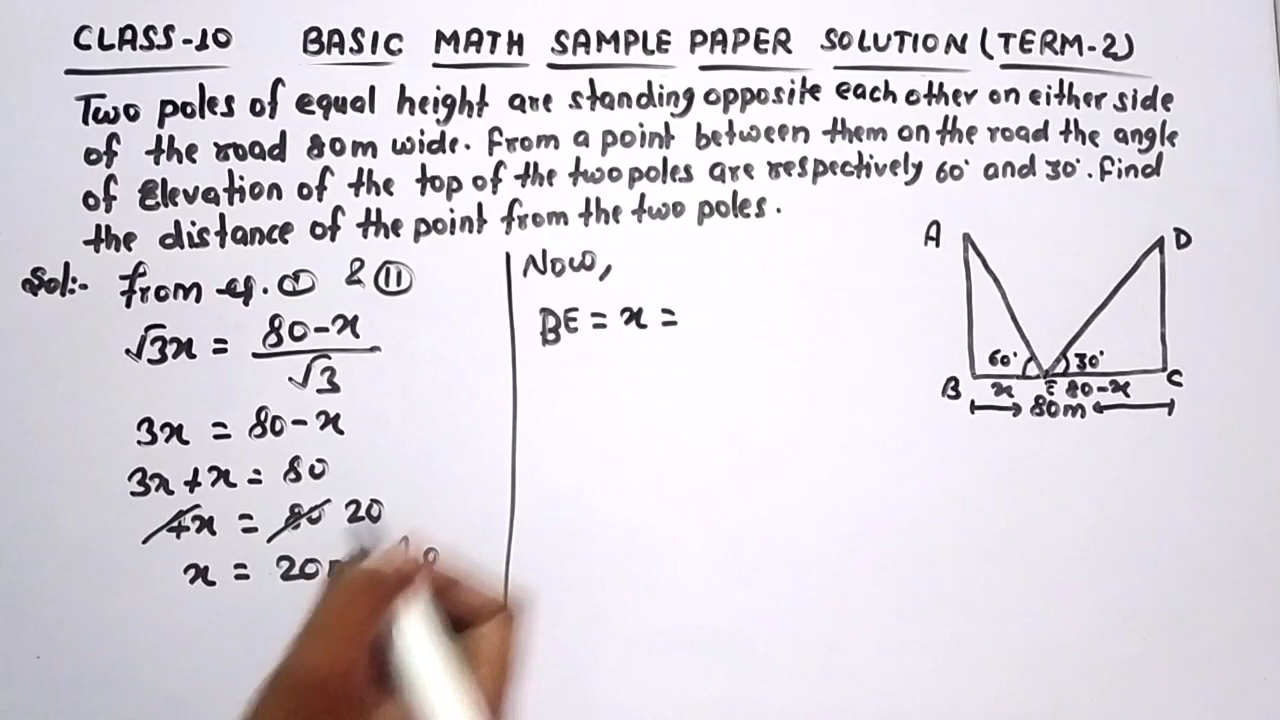 CLASS-10 BASIC MATH SAMPLE PAPER SOLUTION (TERM-2)
Two poles of equal height are standing opposite each other on either side
of the road 80m wide. From a point between them on the road the angle
of Elevation of the top of the two poles are respectively 60° and 30°. Find
the distance of the point from the two poles.
Sol:- from eq. ① & ⑪
√3x = 80-x / √3
3x = 80-x
3x+x = 80
4x = 80 20
x = 20
Now,
BE = x =
A D
60° 30°
B x E 80-x C
80m